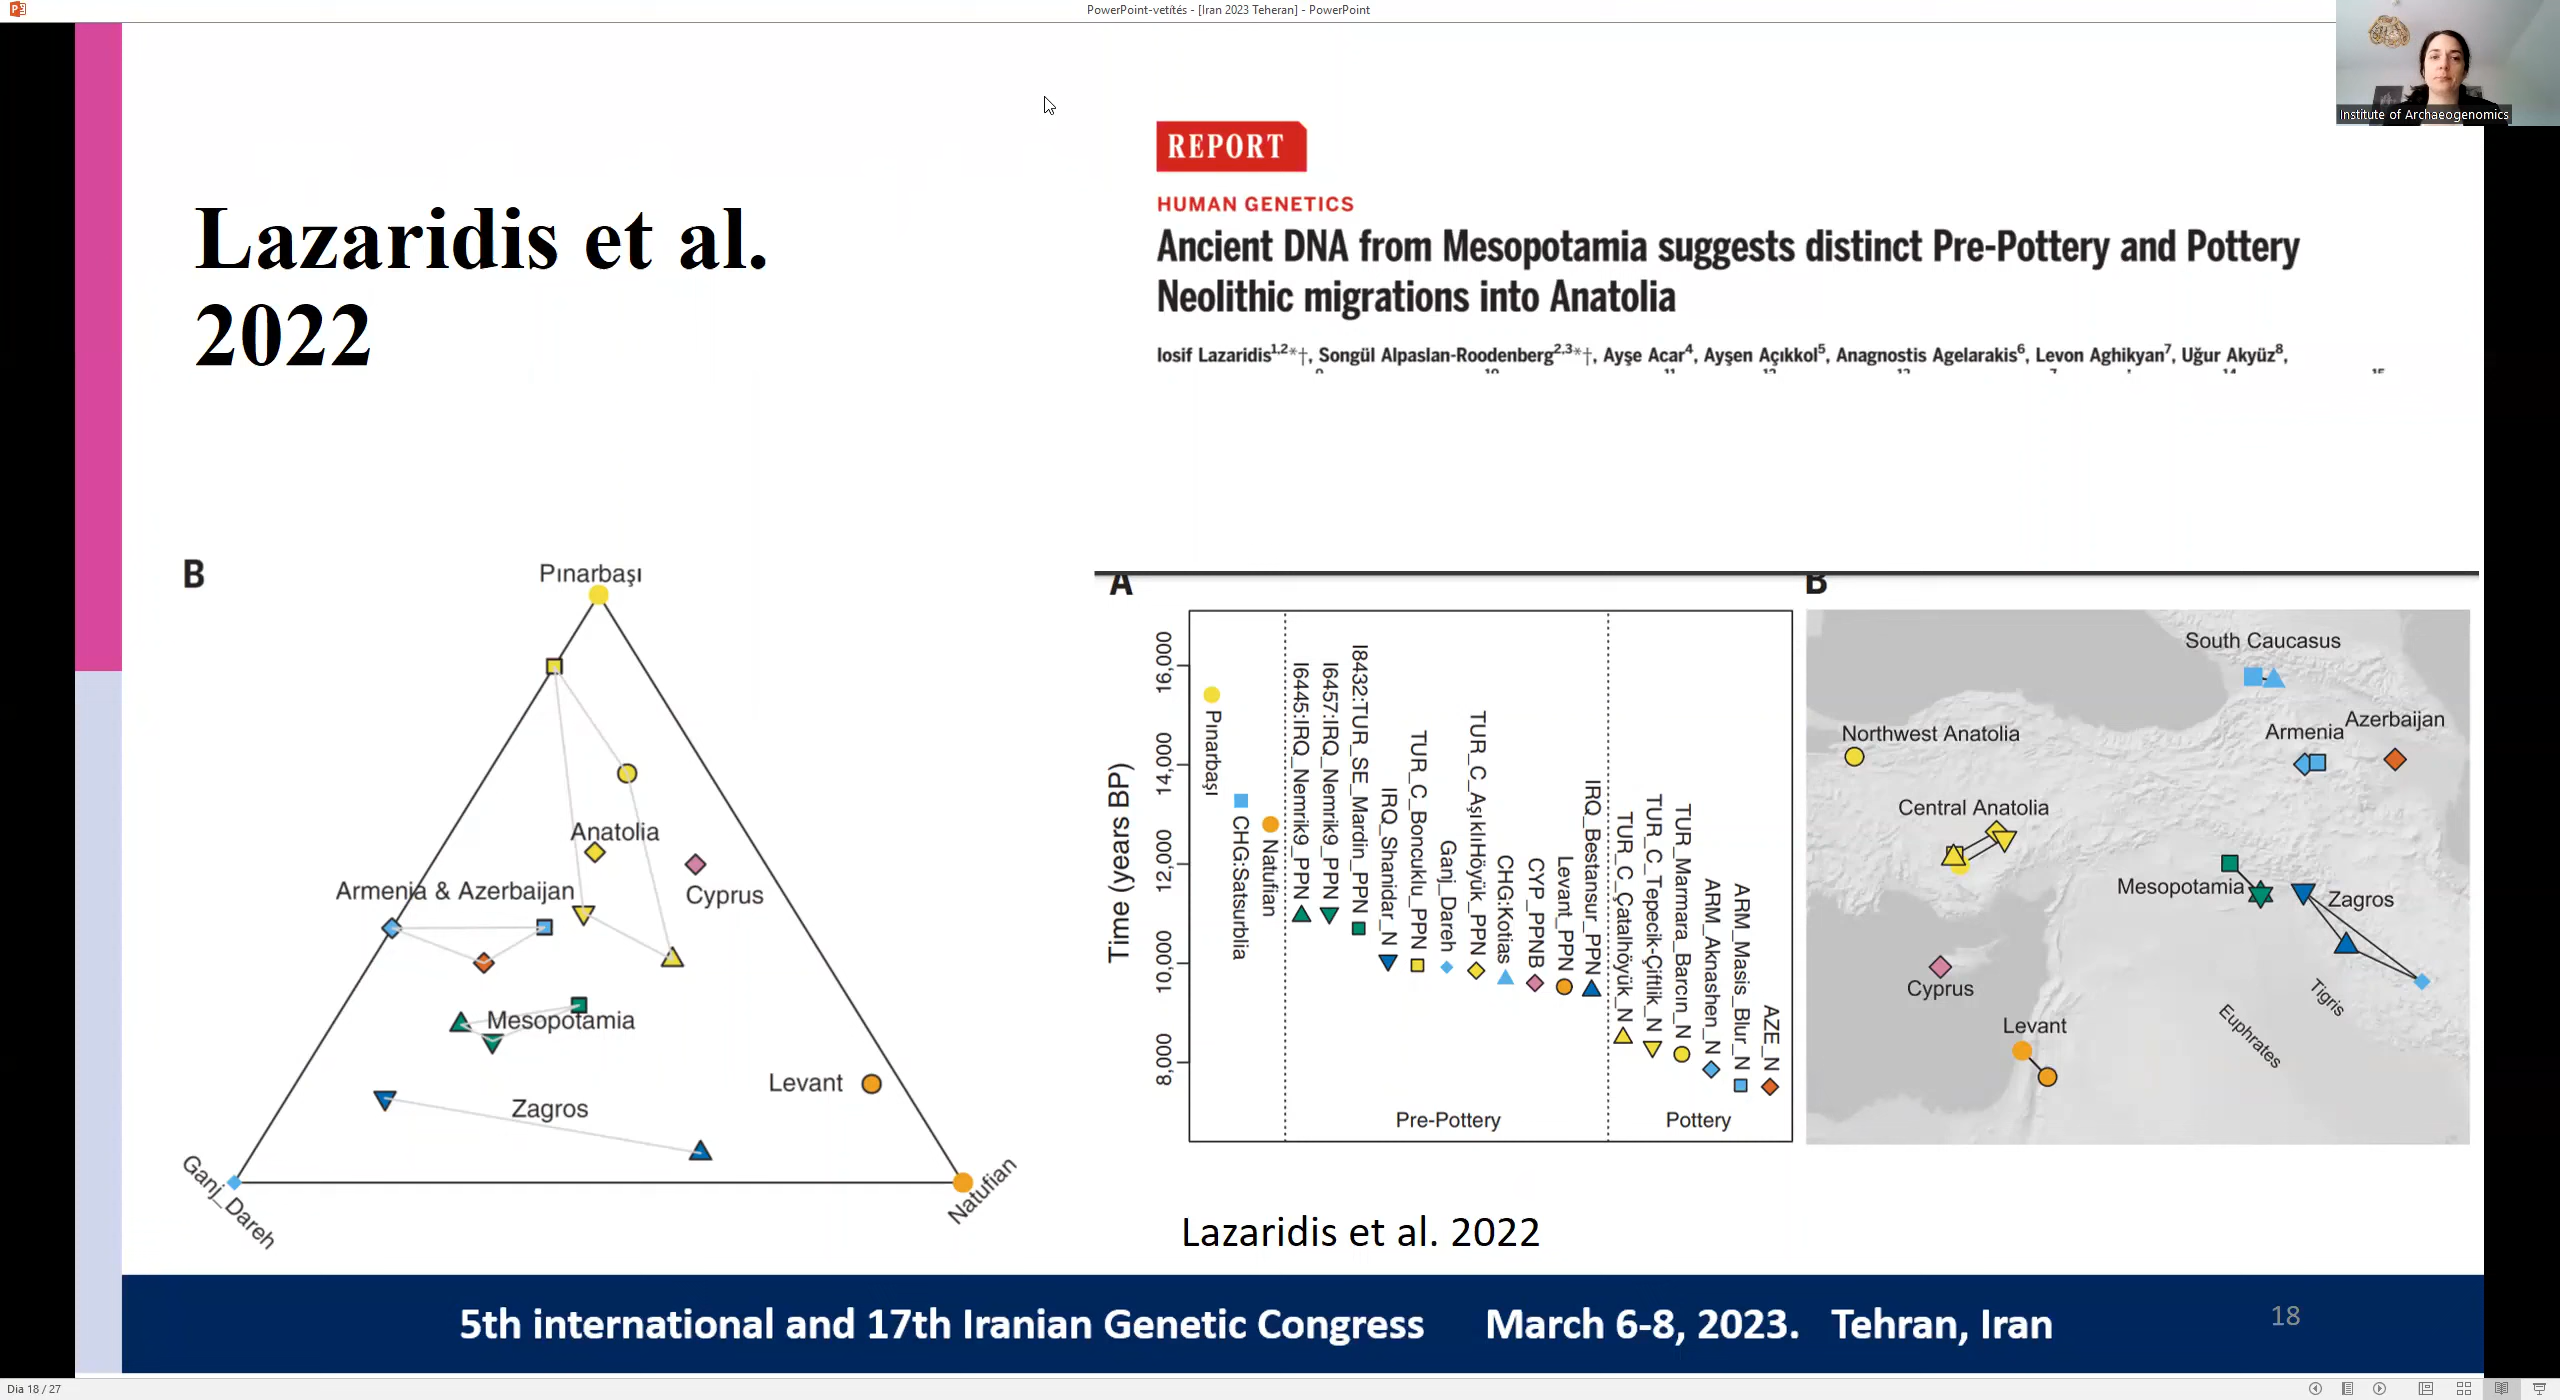 PowerPoint-vetítés - [Iran 2023 Teheran] - PowerPoint
Institute of Archaeogenomics
Lazaridis et al.
2022
REPORT
HUMAN GENETICS
Ancient DNA from Mesopotamia suggests distinct Pre-Pottery and Pottery
Neolithic migrations into Anatolia
Iosif Lazaridis1,2*†, Songül Alpaslan-Roodenberg2,3*†, Ayşe Acar4, Ayşen Açıkkol5, Anagnostis Agelarakis6, Levon Aghikyan7, Uğur Akyüz8,
B
Pınarbaşı
Anatolia
Armenia & Azerbaijan
Cyprus
Mesopotamia
Levant
Zagros
Ganj_Dareh
Natufian
A
Time (years BP)
16,000
14,000
12,000
10,000
8,000
Pınarbaşı
CHG:Satsurblia
Natufian
I6445:IRQ_Nemrik9_PPN
I6457:IRQ_Nemrik9_PPN
I8432:TUR_SE_Mardin_PPN
IRQ_Shanidar_N
TUR_C_Boncuklu_PPN
Ganj_Dareh
TUR_C_AşıklıHöyük_PPN
CHG:Kotias
CYP_PPNB
Levant_PPN
IRQ_Bestansur_PPN
TUR_C_Çatalhöyük_N
TUR_C_Tepecik-Çiftlik_N
TUR_Marmara_Barcın_N
ARM_Aknashen_N
ARM_Masis_Blur_N
AZE_N
Pre-Pottery
Pottery
B
South Caucasus
Azerbaijan
Armenia
Northwest Anatolia
Central Anatolia
Mesopotamia
Zagros
Cyprus
Tigris
Levant
Euphrates
Lazaridis et al. 2022
5th international and 17th Iranian Genetic Congress March 6-8, 2023. Tehran, Iran
18
Dia 18 / 27